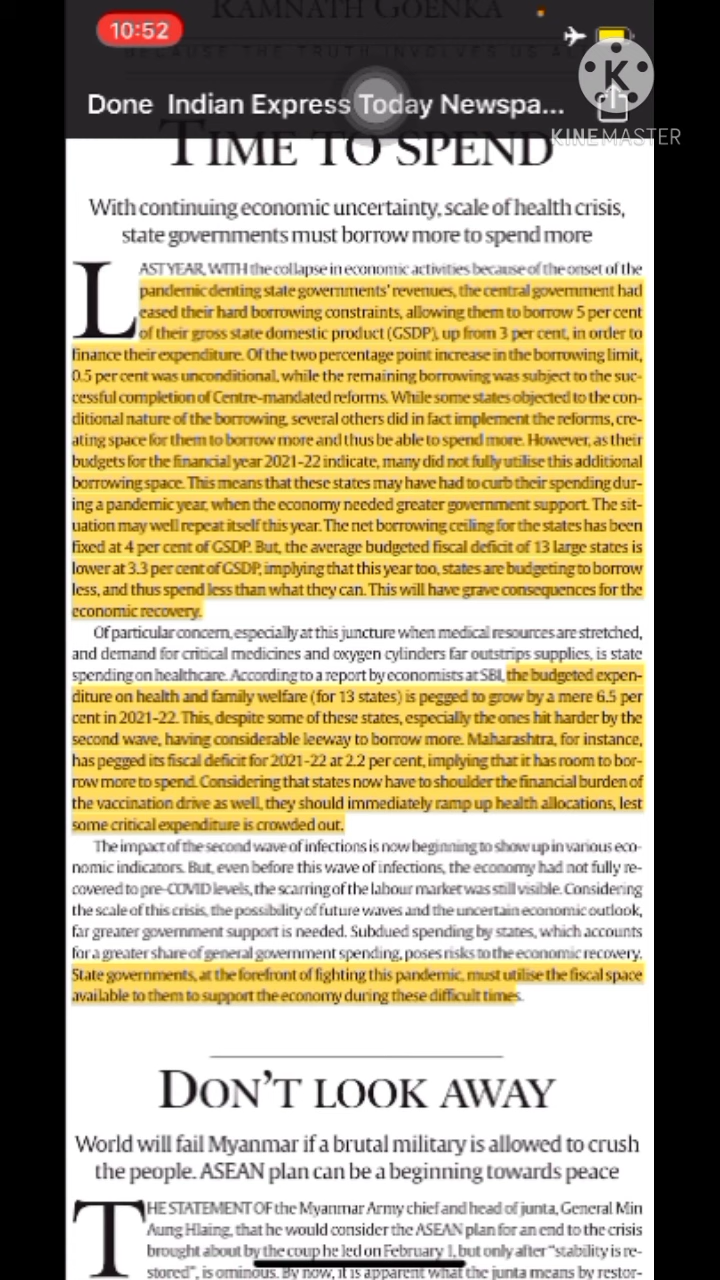 RAMNATH GOENKA
BECAUSE THE TRUTH INVOLVES US ALL
10:52
Done Indian Express Today Newspa...
K
KINEMASTER
TIME TO SPEND
With continuing economic uncertainty, scale of health crisis,
state governments must borrow more to spend more
LAST YEAR, WITH the collapse in economic activities because of the onset of the
pandemic denting state governments' revenues, the central government had
eased their hard borrowing constraints, allowing them to borrow 5 per cent
of their gross state domestic product (GSDP), up from 3 per cent, in order to
finance their expenditure. Of the two percentage point increase in the borrowing limit,
0.5 per cent was unconditional, while the remaining borrowing was subject to the suc-
cessful completion of Centre-mandated reforms. While some states objected to the con-
ditional nature of the borrowing, several others did in fact implement the reforms, cre-
ating space for them to borrow more and thus be able to spend more. However, as their
budgets for the financial year 2021-22 indicate, many did not fully utilise this additional
borrowing space. This means that these states may have had to curb their spending dur-
ing a pandemic year, when the economy needed greater government support. The sit-
uation may well repeat itself this year. The net borrowing ceiling for the states has been
fixed at 4 per cent of GSDP. But, the average budgeted fiscal deficit of 13 large states is
lower at 3.3 per cent of GSDP, implying that this year too, states are budgeting to borrow
less, and thus spend less than what they can. This will have grave consequences for the
economic recovery.
Of particular concern, especially at this juncture when medical resources are stretched,
and demand for critical medicines and oxygen cylinders far outstrips supplies, is state
spending on healthcare. According to a report by economists at SBI, the budgeted expen-
diture on health and family welfare (for 13 states) is pegged to grow by a mere 6.5 per
cent in 2021-22. This, despite some of these states, especially the ones hit harder by the
second wave, having considerable leeway to borrow more. Maharashtra, for instance,
has pegged its fiscal deficit for 2021-22 at 2.2 per cent, implying that it has room to bor-
row more to spend. Considering that states now have to shoulder the financial burden of
the vaccination drive as well, they should immediately ramp up health allocations, lest
some critical expenditure is crowded out.
The impact of the second wave of infections is now beginning to show up in various eco-
nomic indicators. But, even before this wave of infections, the economy had not fully re-
covered to pre-COVID levels, the scarring of the labour market was still visible. Considering
the scale of this crisis, the possibility of future waves and the uncertain economic outlook,
far greater government support is needed. Subdued spending by states, which accounts
for a greater share of general government spending, poses risks to the economic recovery.
State governments, at the forefront of fighting this pandemic, must utilise the fiscal space
available to them to support the economy during these difficult times.
DON'T LOOK AWAY
World will fail Myanmar if a brutal military is allowed to crush
the people. ASEAN plan can be a beginning towards peace
THE STATEMENT OF the Myanmar Army chief and head of junta, General Min
Aung Hlaing, that he would consider the ASEAN plan for an end to the crisis
brought about by the coup he led on February 1, but only after "stability is re-
stored", is ominous. By now, it is apparent what the junta means by restor-